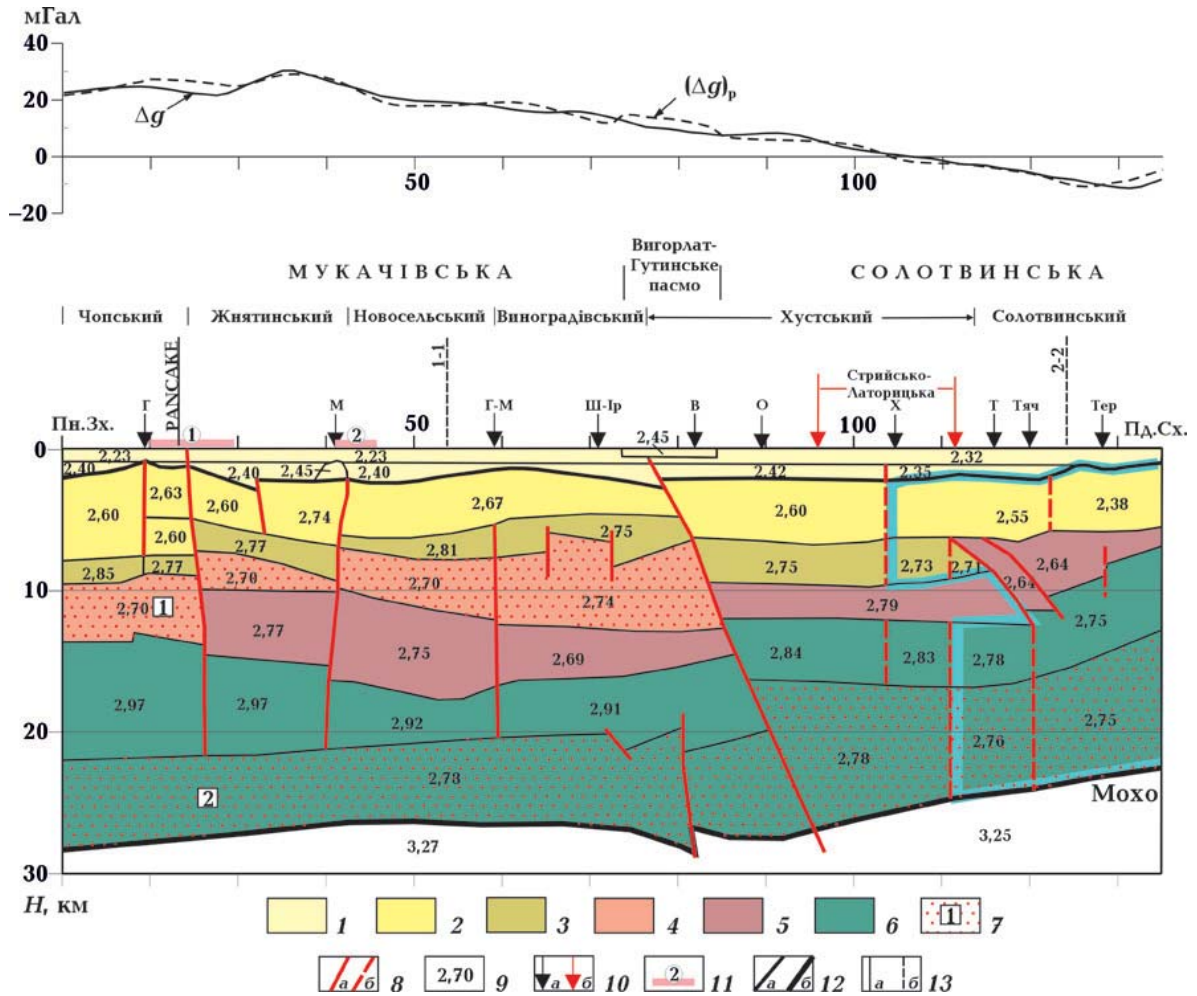 мГал
40
20
0
−20
Δg
(Δg)р
50
100
МУКАЧІВСЬКА
Вигорлат-
Гутинське
пасмо
СОЛОТВИНСЬКА
Чопський
Жнятинський
Новосельський
Виноградівський
Хустський
Солотвинський
PANCAKE
1-1
2-2
Стрийсько-
Латорицька
Г
М
Г-М
Ш-Ір
В
О
Х
Т
Тяч
Тер
Пн.Зх.
1
2
50
100
Пд.Сх.
0
10
20
30
2,23
2,23
2,45
2,32
2,40
2,40
2,45
2,40
2,42
2,35
2,60
2,63
2,60
2,74
2,67
2,60
2,55
2,38
2,60
2,77
2,81
2,75
2,75
2,73
2,71
2,64
2,64
2,85
2,77
2,70
2,70
2,74
2,79
2,75
2,70
1
2,77
2,75
2,69
2,84
2,83
2,78
2,97
2,97
2,92
2,91
2,78
2,78
2,76
2,75
2
3,27
3,25
Мохо
H, км
1
2
3
4
5
6
1
7
а б 8
2,70 9
а б 10
2 11
а б 12
а б 13